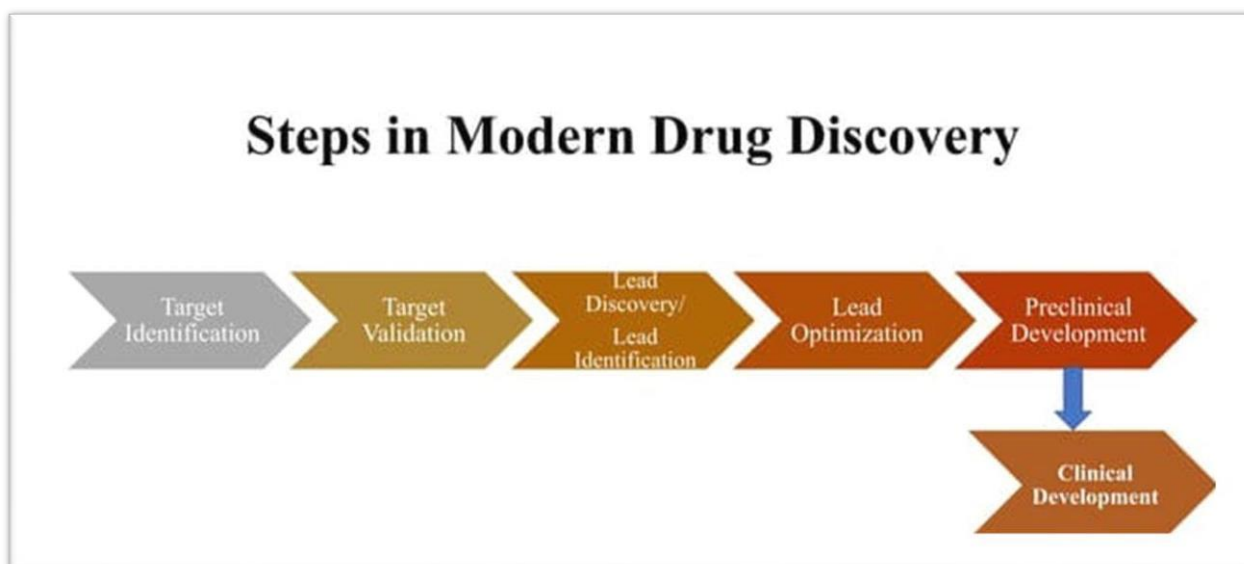 Steps in Modern Drug Discovery
Target
Identification
Target
Validation
Lead
Discovery/
Lead
Identification
Lead
Optimization
Preclinical
Development
Clinical
Development